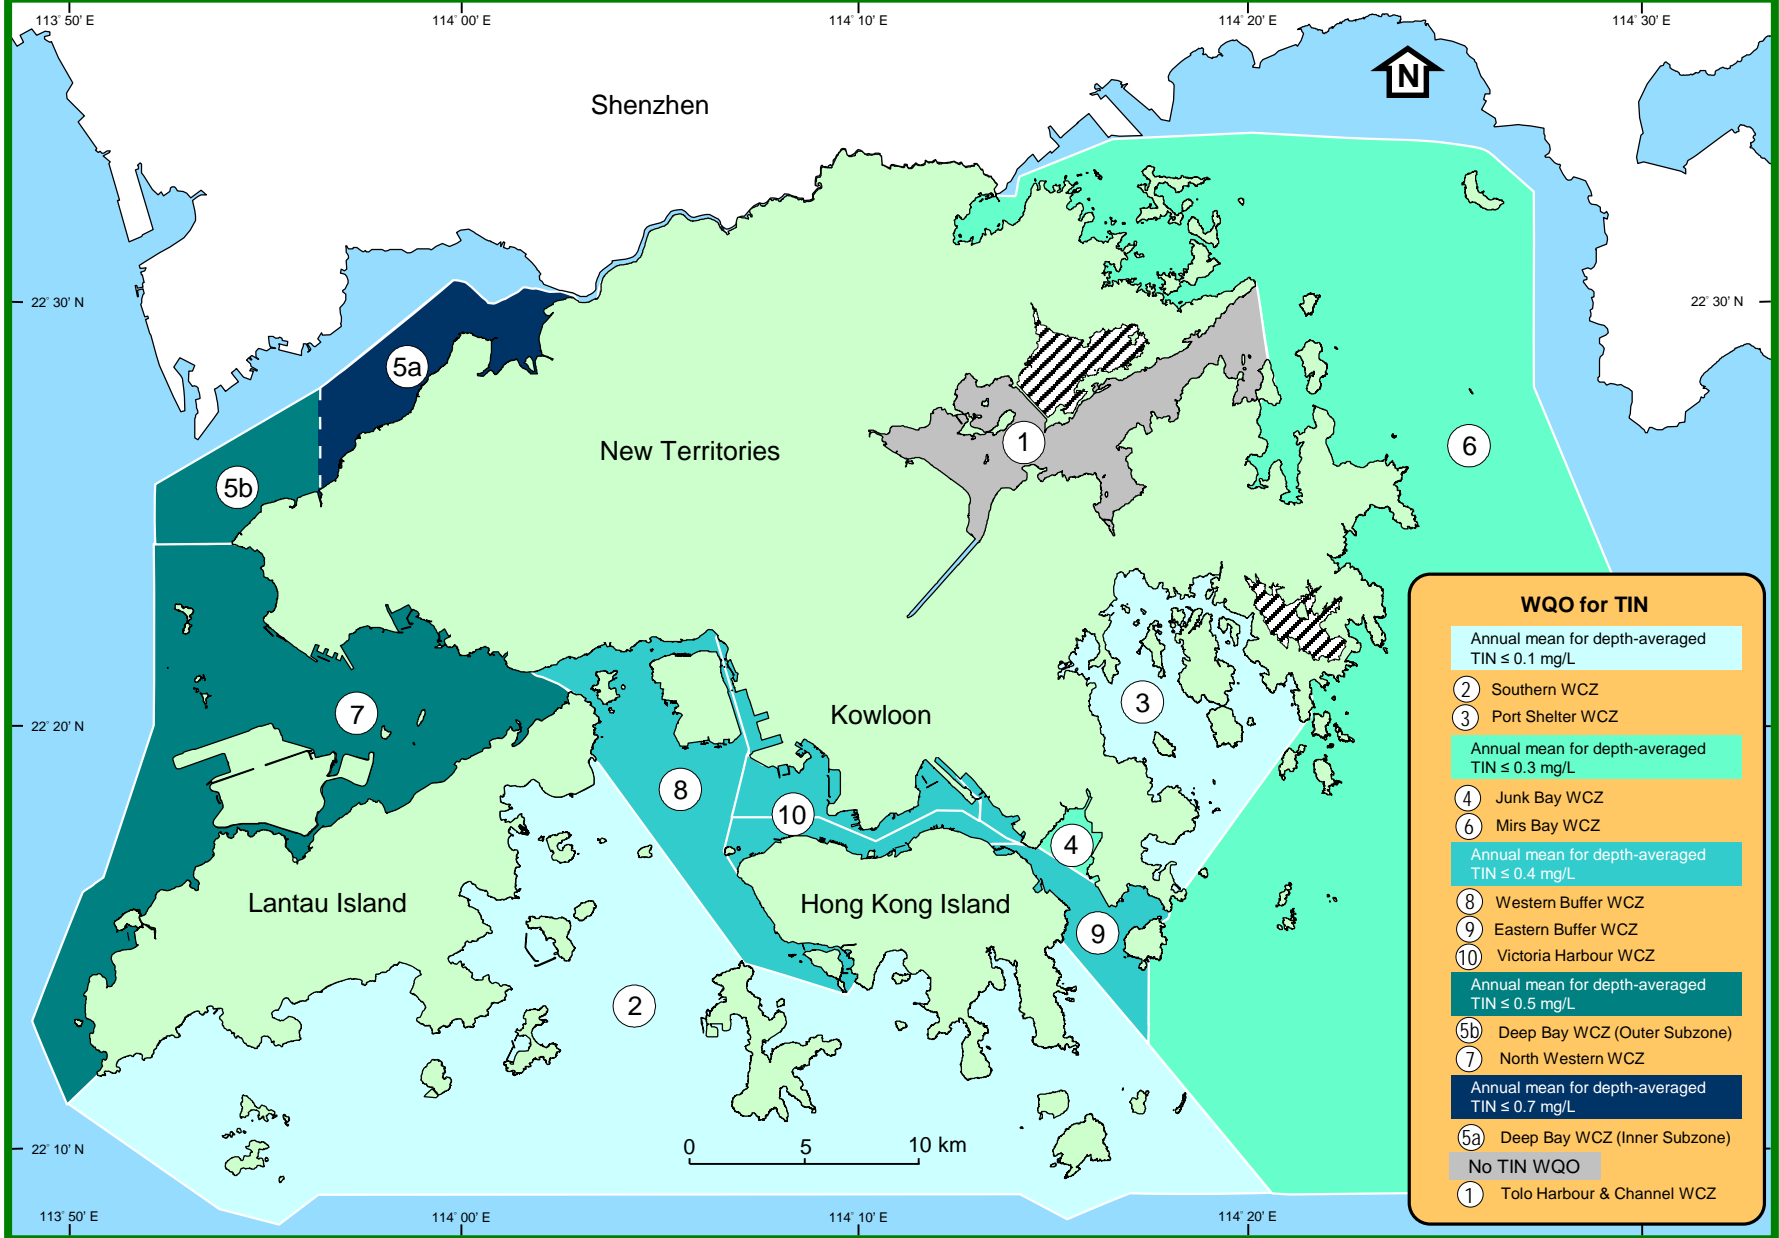 113° 50' E
114° 00' E
114° 10' E
114° 20' E
114° 30' E
N
Shenzhen
22° 30' N
22° 30' N
5a
New Territories
1
6
5b
7
3
Kowloon
22° 20' N
8
10
4
Lantau Island
Hong Kong Island
9
2
0 5 10 km
22° 10' N
113° 50' E
114° 00' E
114° 10' E
114° 20' E
WQO for TIN
Annual mean for depth-averaged
TIN ≤ 0.1 mg/L
2 Southern WCZ
3 Port Shelter WCZ
Annual mean for depth-averaged
TIN ≤ 0.3 mg/L
4 Junk Bay WCZ
6 Mirs Bay WCZ
Annual mean for depth-averaged
TIN ≤ 0.4 mg/L
8 Western Buffer WCZ
9 Eastern Buffer WCZ
10 Victoria Harbour WCZ
Annual mean for depth-averaged
TIN ≤ 0.5 mg/L
5b Deep Bay WCZ (Outer Subzone)
7 North Western WCZ
Annual mean for depth-averaged
TIN ≤ 0.7 mg/L
5a Deep Bay WCZ (Inner Subzone)
No TIN WQO
1 Tolo Harbour & Channel WCZ